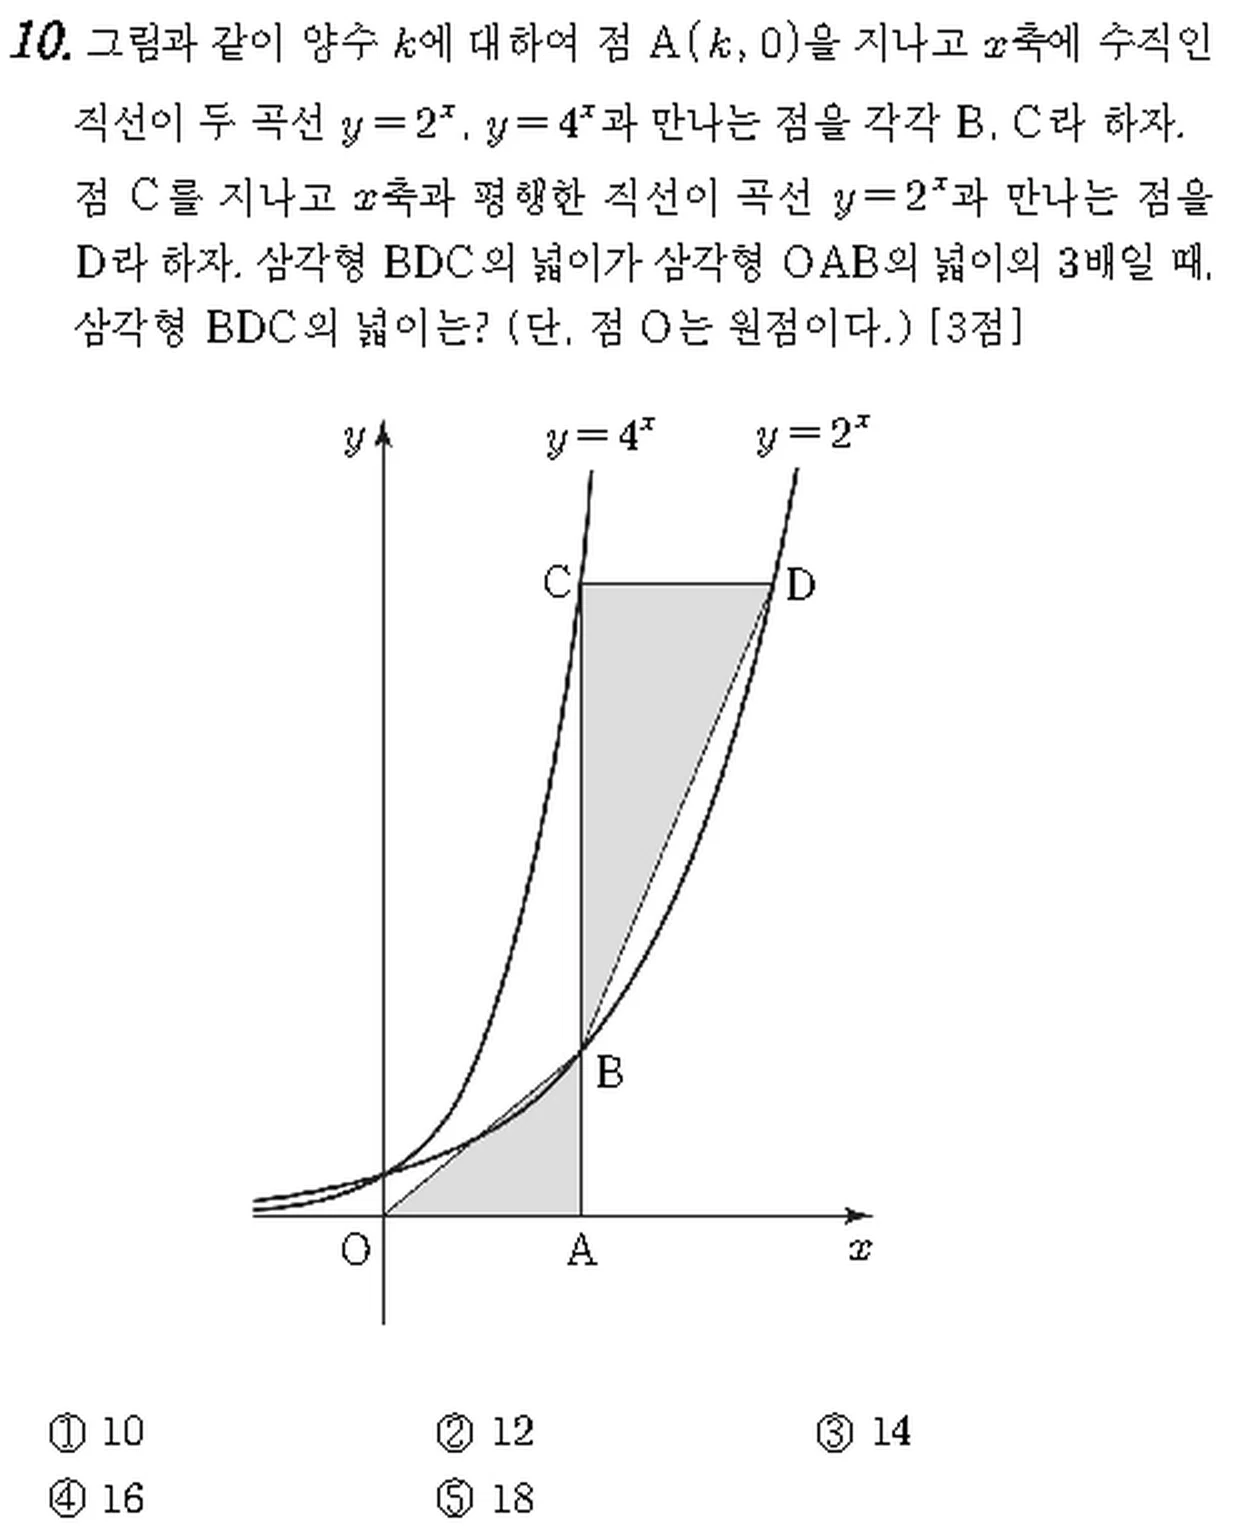 10. 그림과 같이 양수 k에 대하여 점 A(k, 0)을 지나고 x축에 수직인
직선이 두 곡선 y=2^x, y=4^x과 만나는 점을 각각 B, C라 하자.
점 C를 지나고 x축과 평행한 직선이 곡선 y=2^x과 만나는 점을
D라 하자. 삼각형 BDC의 넓이가 삼각형 OAB의 넓이의 3배일 때,
삼각형 BDC의 넓이는? (단, 점 O는 원점이다.) [3점]
y
y=4^x
y=2^x
C
D
B
O
A
x
① 10 ② 12 ③ 14
④ 16 ⑤ 18